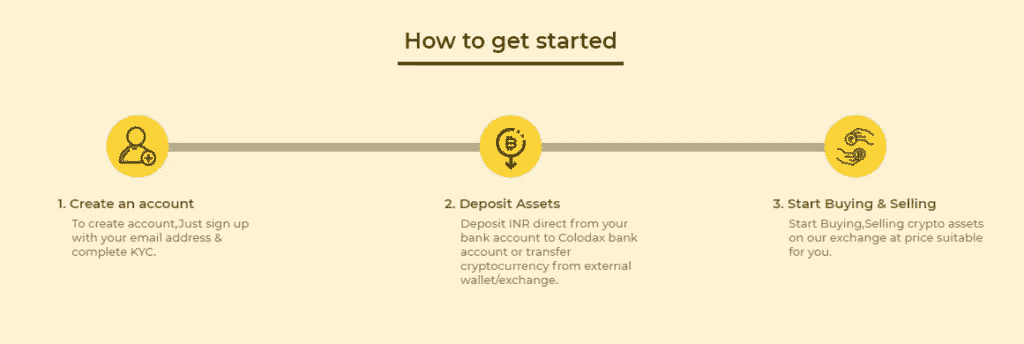 How to get started
1. Create an account
To create account,Just sign up
with your email address &
complete KYC.
2. Deposit Assets
Deposit INR direct from your
bank account to Colodax bank
account or transfer
cryptocurrency from external
wallet/exchange.
3. Start Buying & Selling
Start Buying,Selling crypto assets
on our exchange at price suitable
for you.